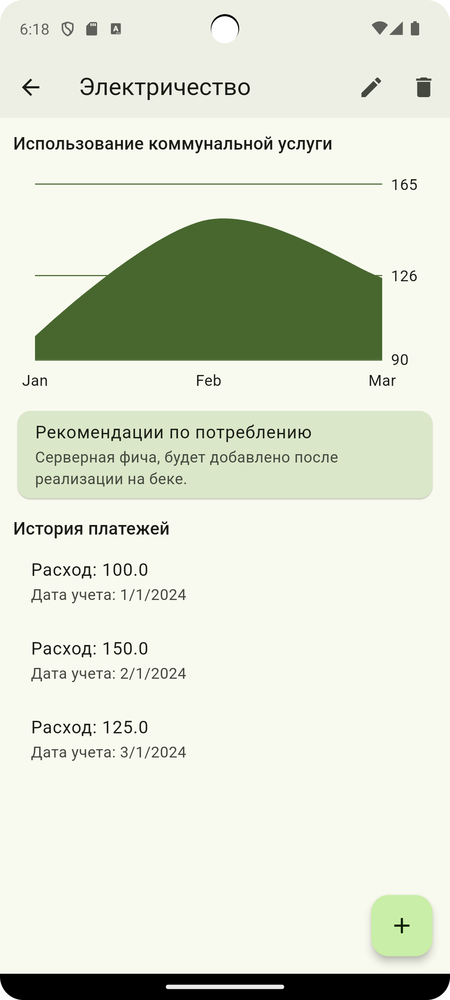 6:18
Электричество
Использование коммунальной услуги
165
126
90
Jan Feb Mar
Рекомендации по потреблению
Серверная фича, будет добавлено после
реализации на беке.
История платежей
Расход: 100.0
Дата учета: 1/1/2024
Расход: 150.0
Дата учета: 2/1/2024
Расход: 125.0
Дата учета: 3/1/2024